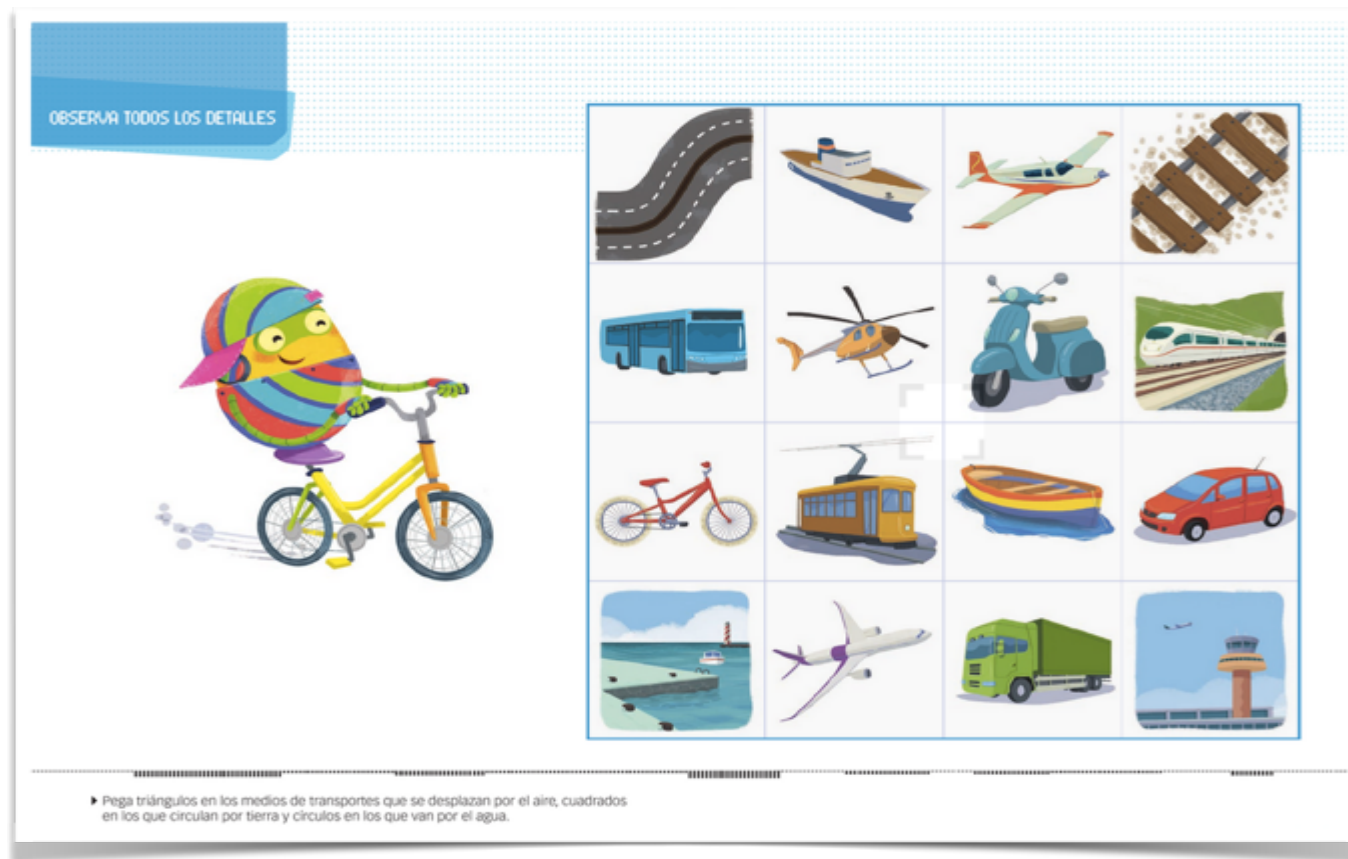 OBSERVA TODOS LOS DETALLES
▶ Pega triángulos en los medios de transportes que se desplazan por el aire, cuadrados
en los que circulan por tierra y círculos en los que van por el agua.